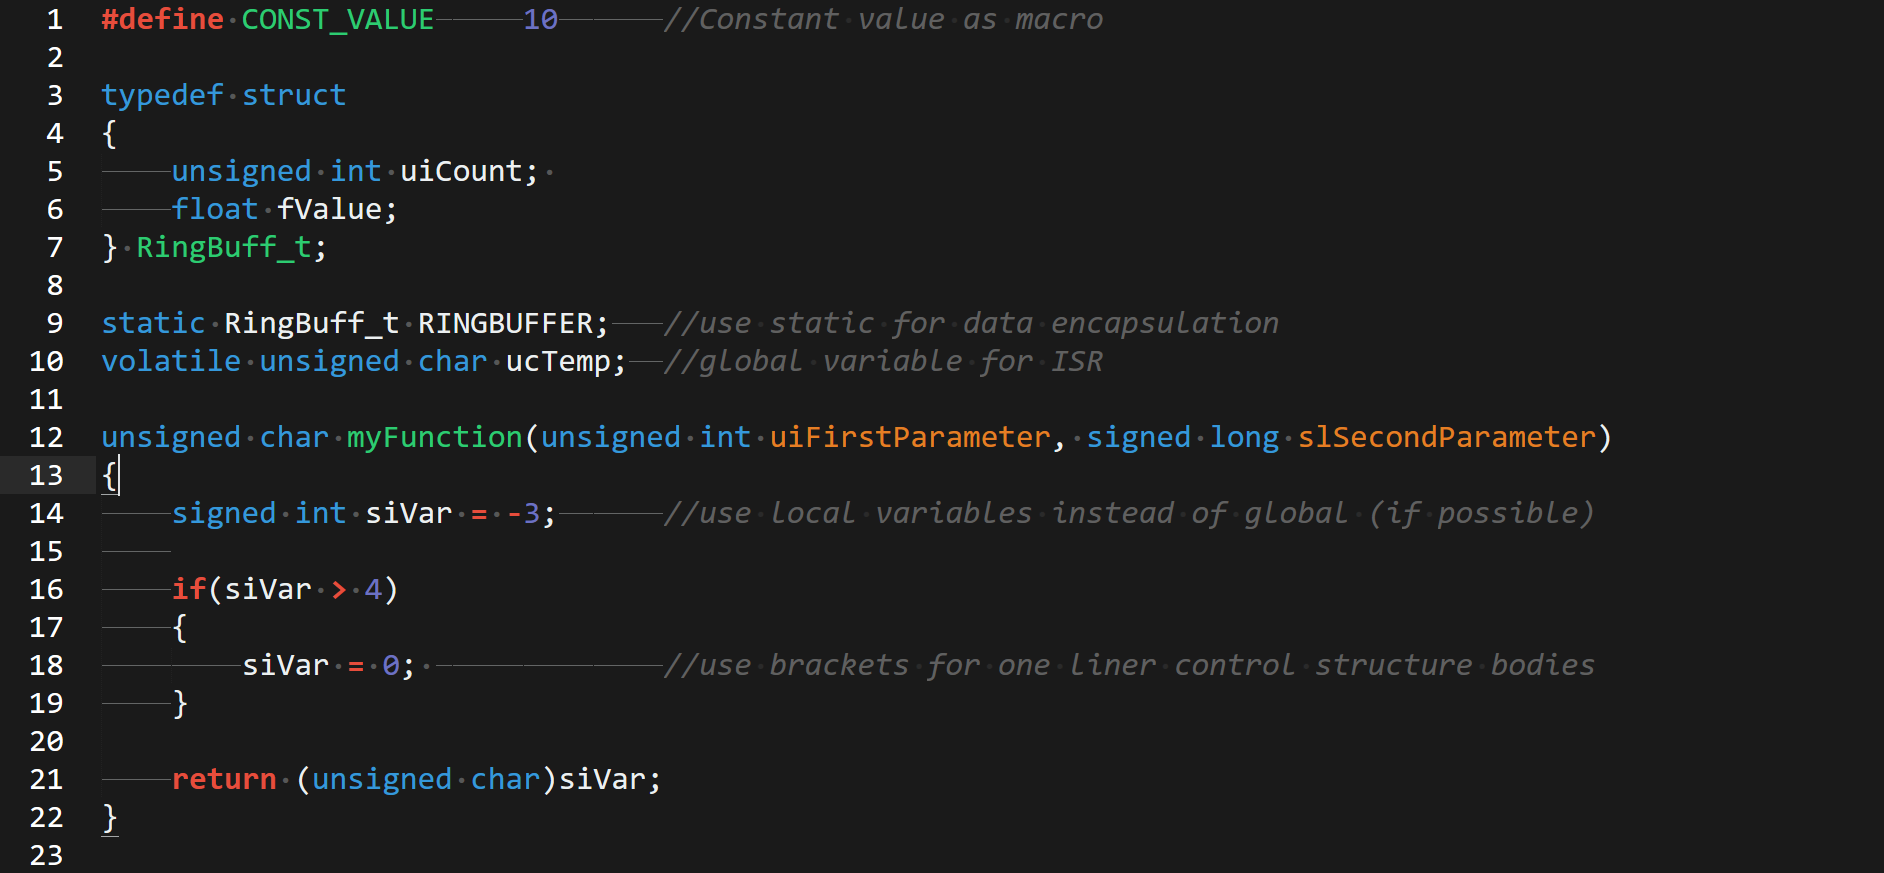 1 #define CONST_VALUE 10 //Constant value as macro
2
3 typedef struct
4 {
5 unsigned int uiCount;
6 float fValue;
7 } RingBuff_t;
8
9 static RingBuff_t RINGBUFFER; //use static for data encapsulation
10 volatile unsigned char ucTemp; //global variable for ISR
11
12 unsigned char myFunction(unsigned int uiFirstParameter, signed long slSecondParameter)
13 {
14 signed int siVar = -3; //use local variables instead of global (if possible)
15
16 if(siVar > 4)
17 {
18 siVar = 0; //use brackets for one liner control structure bodies
19 }
20
21 return (unsigned char)siVar;
22 }
23